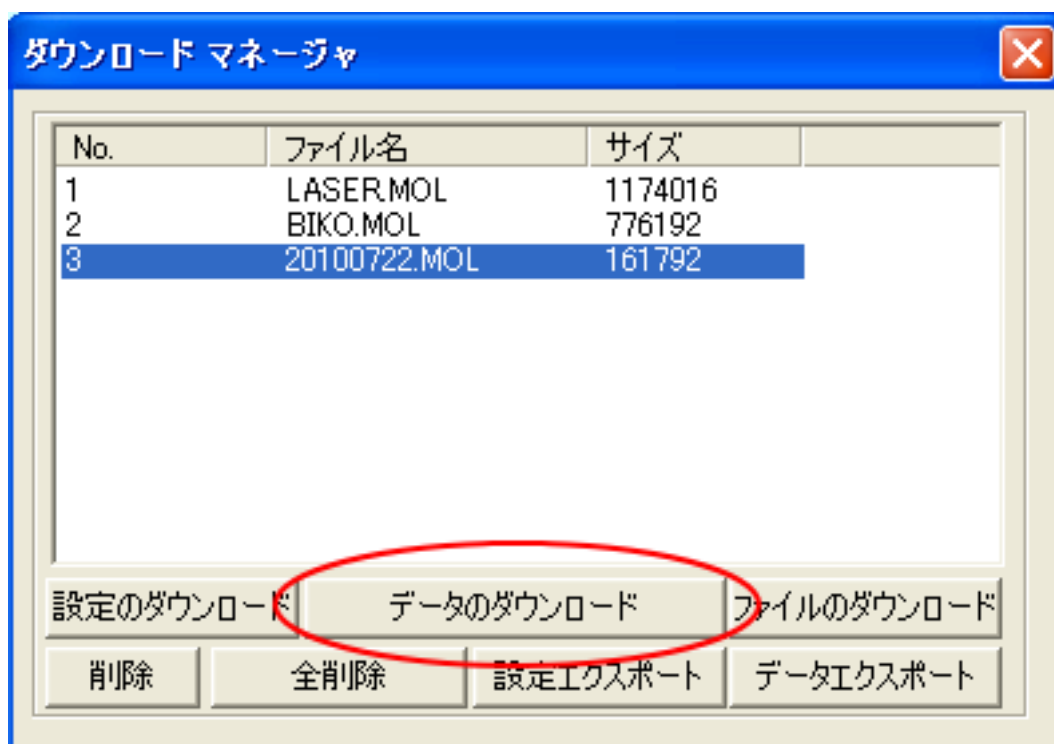 ダウンロード マネージャ
No. ファイル名 サイズ
1 LASER.MOL 1174016
2 BIKO.MOL 776192
3 20100722.MOL 161792
設定のダウンロード データのダウンロード ファイルのダウンロード
削除 全削除 設定エクスポート データエクスポート